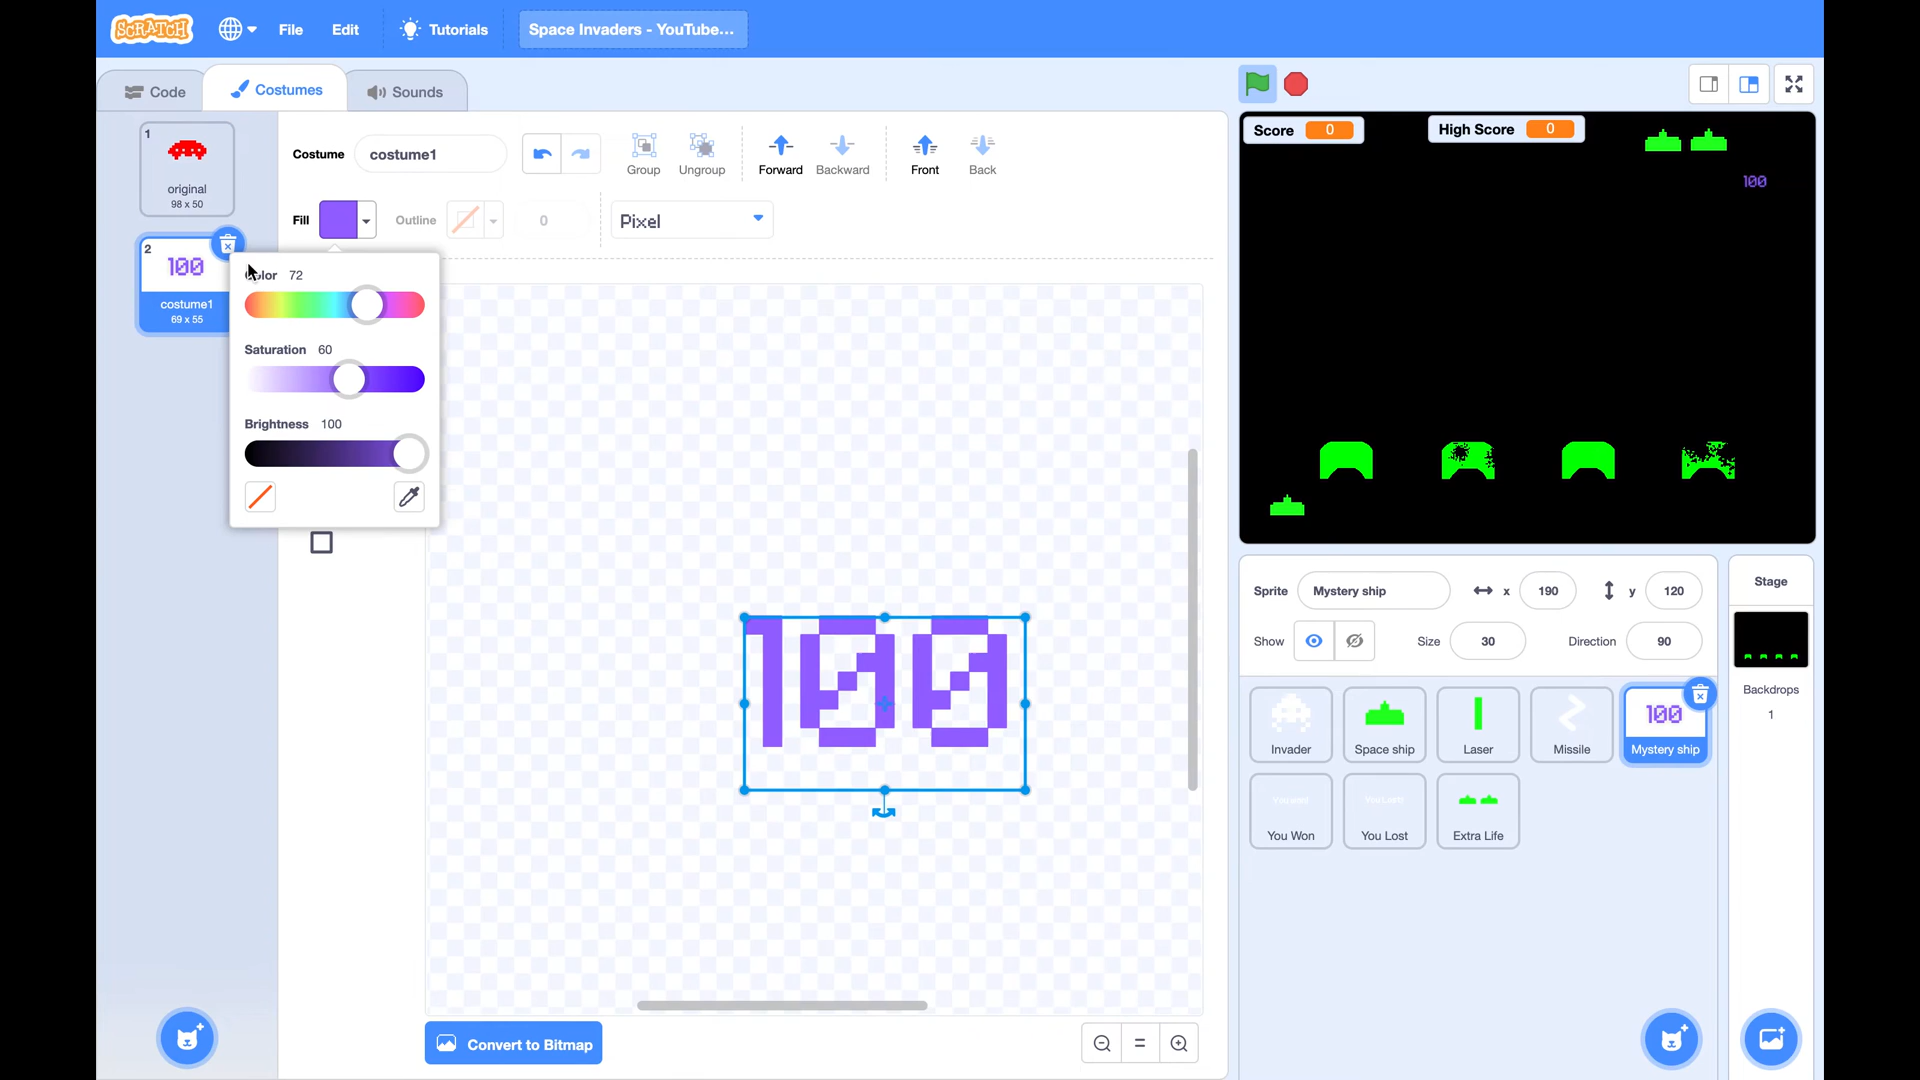 SCRATCH File Edit Tutorials Space Invaders - YouTube...
Code Costumes Sounds
1
original
98 x 50
2
100
costume1
69 x 55
Costume costume1 Group Ungroup Forward Backward Front Back
Fill Outline 0 Pixel
Color 72
Saturation 60
Brightness 100
100
Convert to Bitmap
Score 0 High Score 0
100
Sprite Mystery ship x 190 y 120
Show Size 30 Direction 90
Invader Space ship Laser Missile 100 Mystery ship
You Won You Lost Extra Life
Stage
Backdrops
1